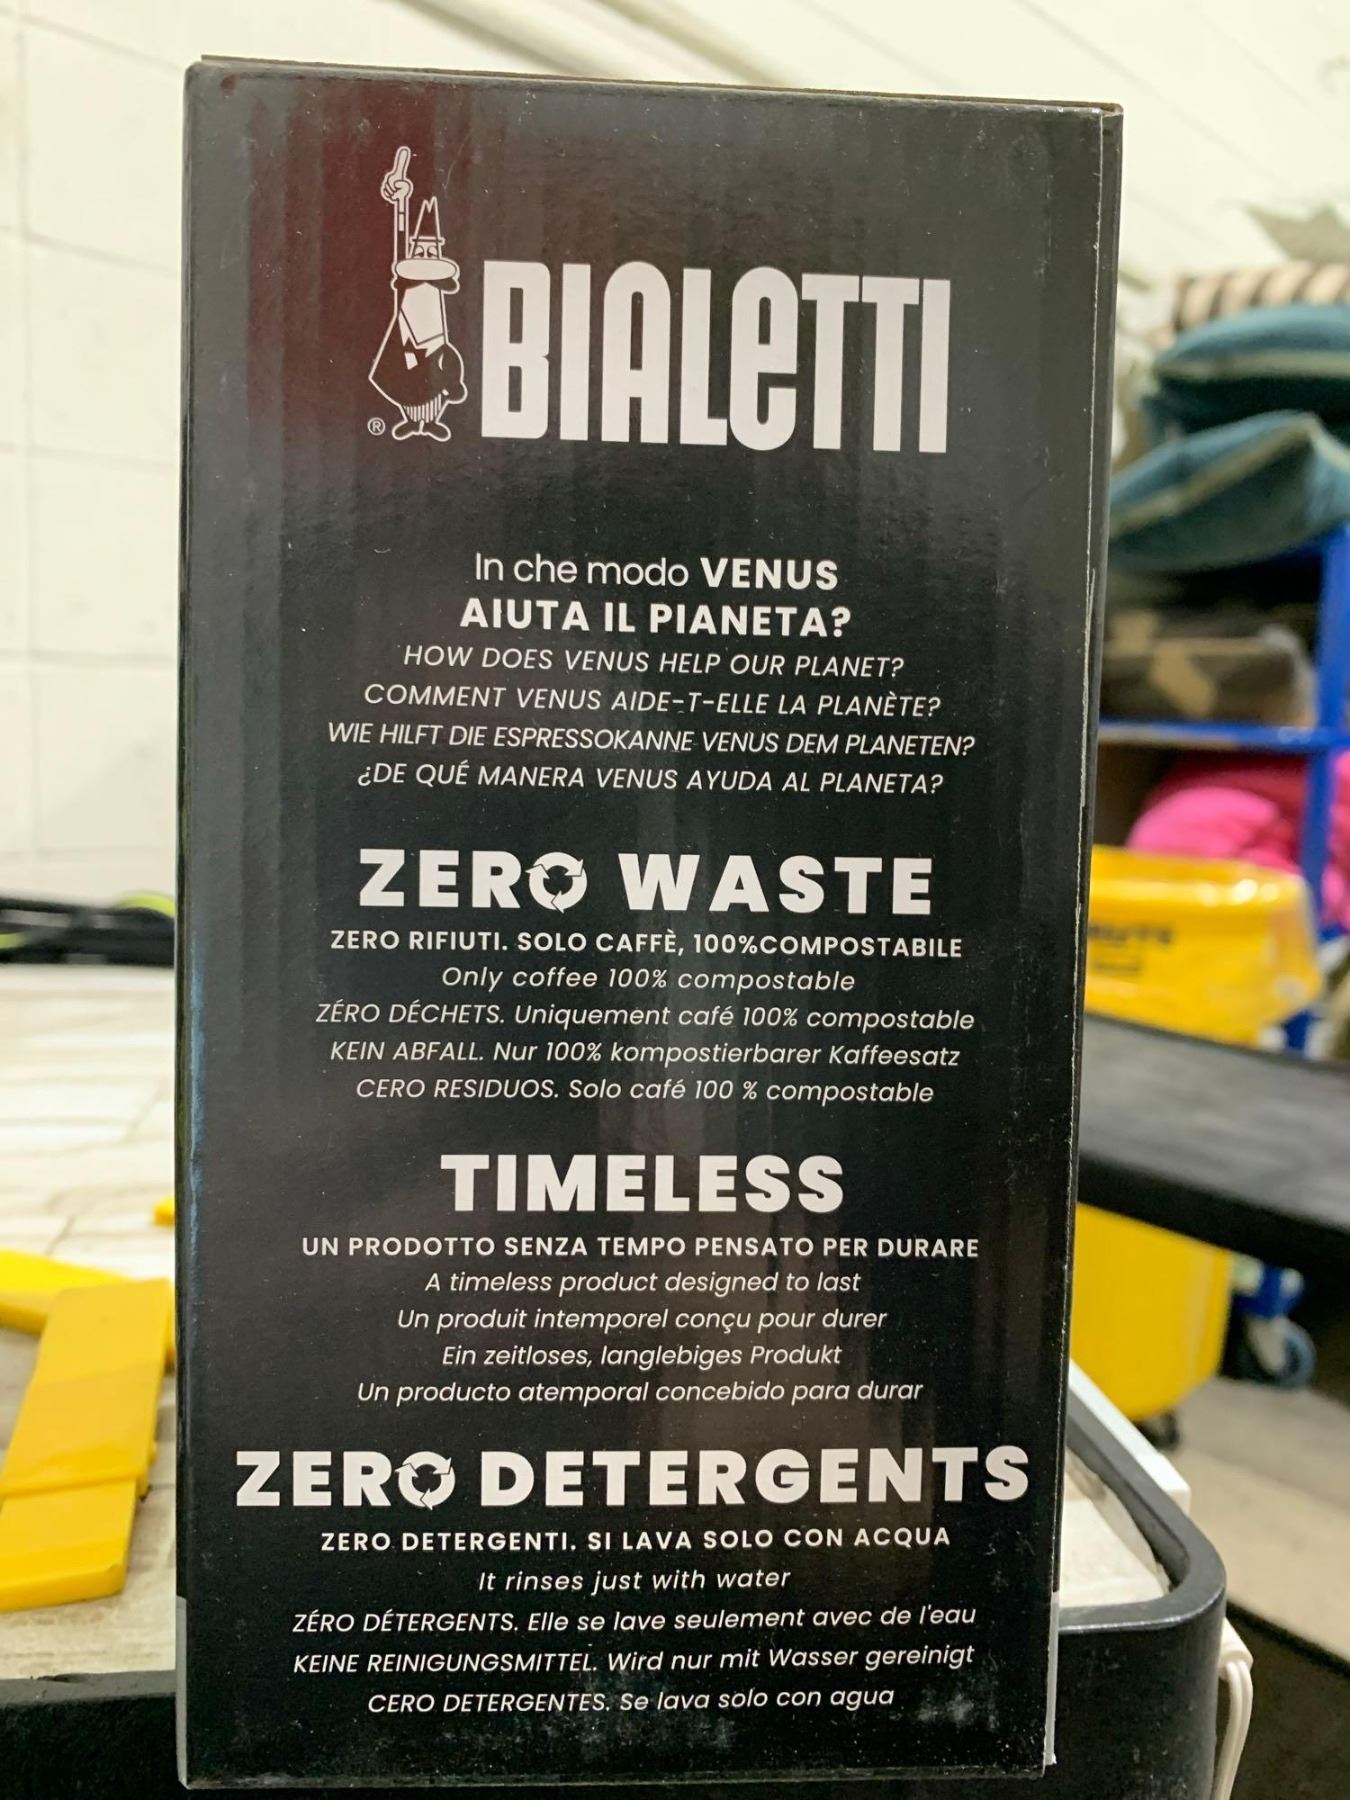 BIALETTI
®
In che modo VENUS
AIUTA IL PIANETA?
HOW DOES VENUS HELP OUR PLANET?
COMMENT VENUS AIDE-T-ELLE LA PLANÈTE?
WIE HILFT DIE ESPRESSOKANNE VENUS DEM PLANETEN?
¿DE QUÉ MANERA VENUS AYUDA AL PLANETA?
ZERO WASTE
ZERO RIFIUTI. SOLO CAFFÈ, 100%COMPOSTABILE
Only coffee 100% compostable
ZÉRO DÉCHETS. Uniquement café 100% compostable
KEIN ABFALL. Nur 100% kompostierbarer Kaffeesatz
CERO RESIDUOS. Solo café 100 % compostable
TIMELESS
UN PRODOTTO SENZA TEMPO PENSATO PER DURARE
A timeless product designed to last
Un produit intemporel conçu pour durer
Ein zeitloses, langlebiges Produkt
Un producto atemporal concebido para durar
ZERO DETERGENTS
ZERO DETERGENTI. SI LAVA SOLO CON ACQUA
It rinses just with water
ZÉRO DÉTERGENTS. Elle se lave seulement avec de l'eau
KEINE REINIGUNGSMITTEL. Wird nur mit Wasser gereinigt
CERO DETERGENTES. Se lava solo con agua